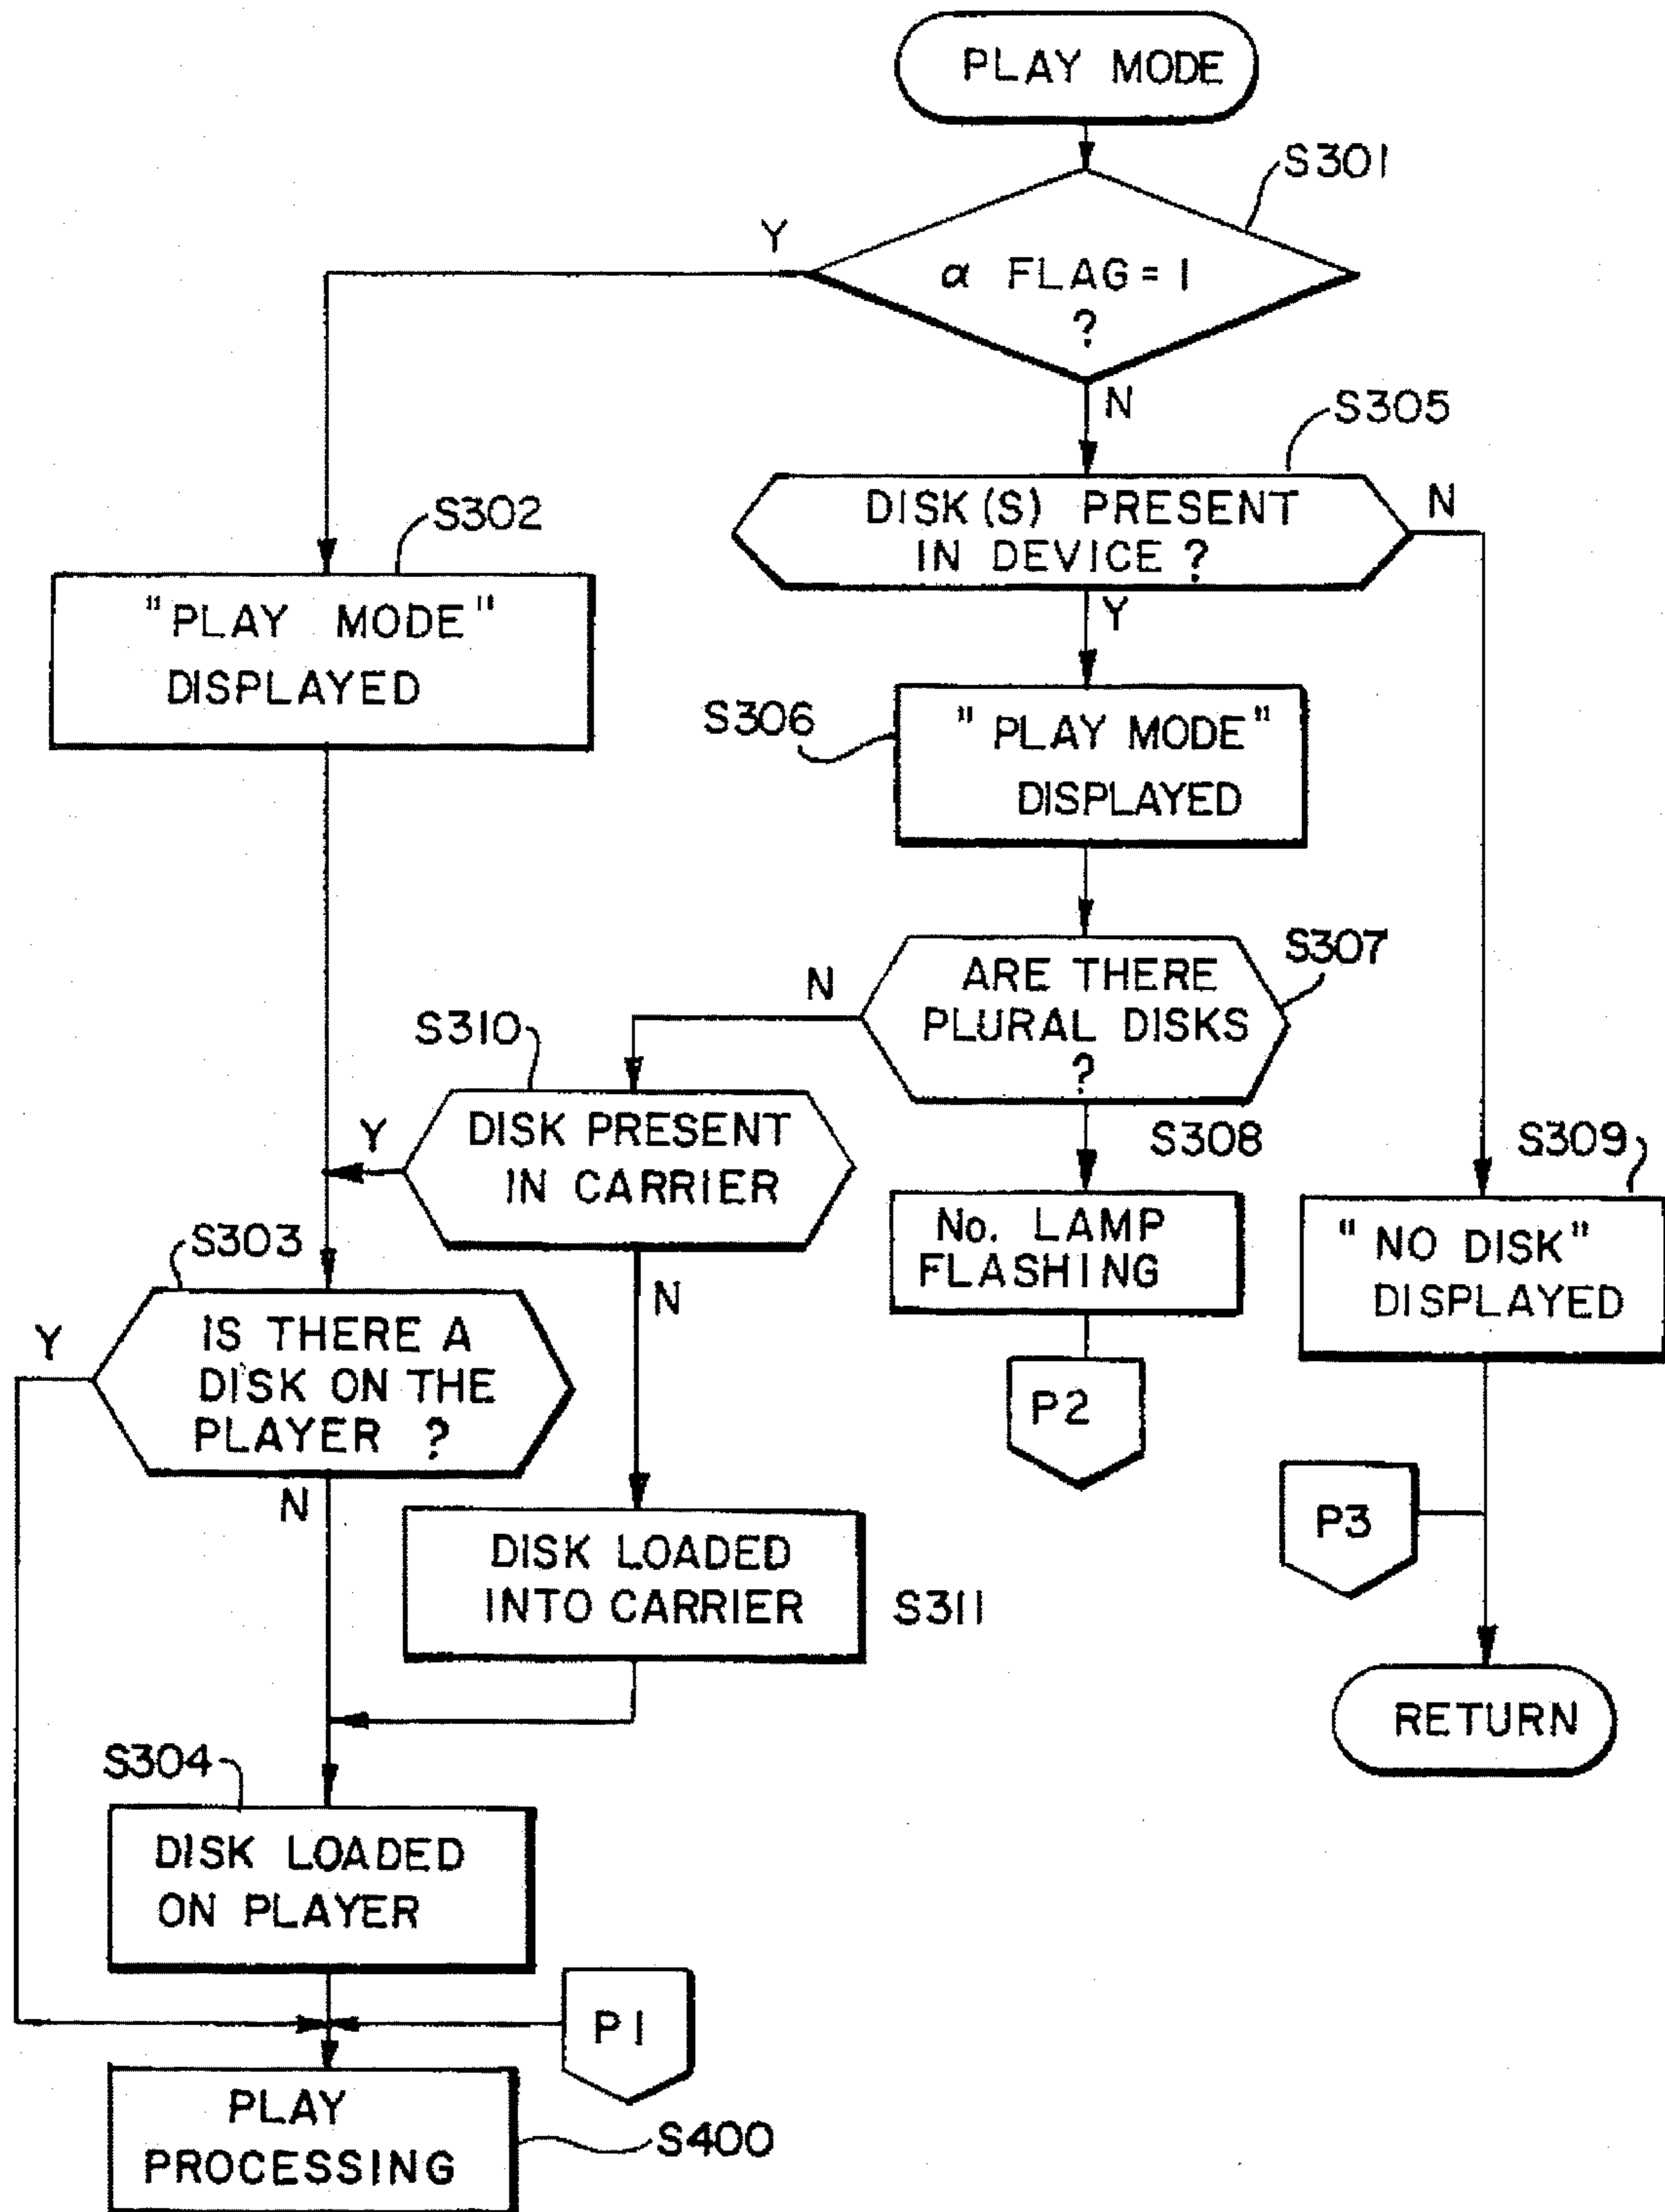 PLAY MODE
S301
Y
α FLAG = 1
?
N
S305
DISK(S) PRESENT
IN DEVICE ?
N
S302
"PLAY MODE"
DISPLAYED
Y
S306
"PLAY MODE"
DISPLAYED
S307
ARE THERE
PLURAL DISKS
?
N
S310
DISK PRESENT
IN CARRIER
Y
S308
S309
No. LAMP
FLASHING
"NO DISK"
DISPLAYED
S303
N
IS THERE A
DISK ON THE
PLAYER ?
Y
P2
N
P3
DISK LOADED
INTO CARRIER
S311
RETURN
S304
DISK LOADED
ON PLAYER
P1
PLAY
PROCESSING
S400